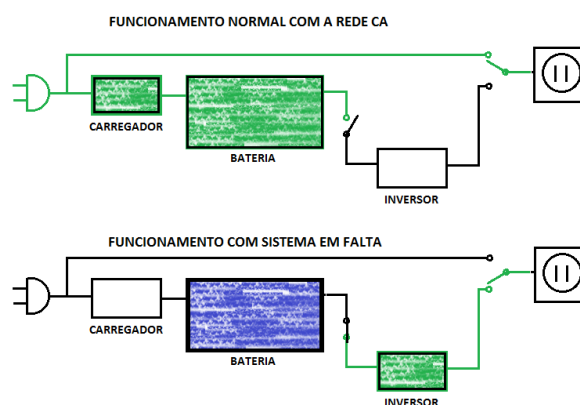 FUNCIONAMENTO NORMAL COM A REDE CA
CARREGADOR
BATERIA
INVERSOR
FUNCIONAMENTO COM SISTEMA EM FALTA
CARREGADOR
BATERIA
INVERSOR